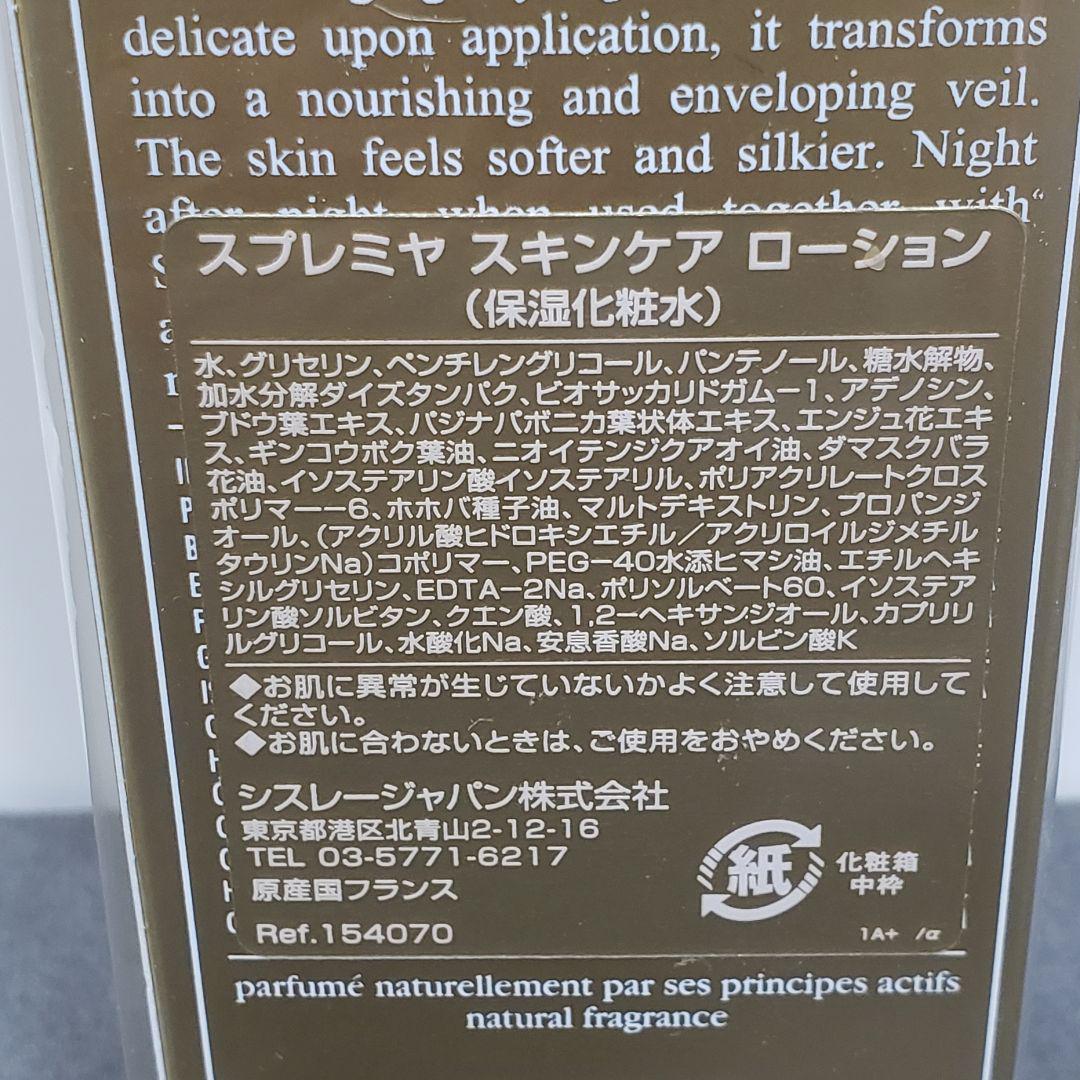 delicate upon application, it transforms
into a nourishing and enveloping veil.
The skin feels softer and silkier. Night
after night, when used together with
スプレミヤ スキンケア ローション
（保湿化粧水）
水、グリセリン、ペンチレングリコール、パンテノール、糖水解物、
加水分解ダイズタンパク、ビオサッカリドガムー1、アデノシン、
ブドウ葉エキス、パジナパボニカ葉状体エキス、エンジュ花エキ
ス、ギンコウボク葉油、ニオイテンジクアオイ油、ダマスクバラ
花油、イソステアリン酸イソステアリル、ポリアクリレートクロス
ポリマー–6、ホホバ種子油、マルトデキストリン、プロパンジ
オール、（アクリル酸ヒドロキシエチル／アクリロイルジメチル
タウリンNa）コポリマー、PEG–40水添ヒマシ油、エチルヘキ
シルグリセリン、EDTA–2Na、ポリソルベート60、イソステア
リン酸ソルビタン、クエン酸、1,2–ヘキサンジオール、カプリリ
ルグリコール、水酸化Na、安息香酸Na、ソルビン酸K
◆お肌に異常が生じていないかよく注意して使用して
ください。
◆お肌に合わないときは、ご使用をおやめください。
シスレージャパン株式会社
東京都港区北青山2-12-16
TEL 03-5771-6217
原産国フランス
紙
化粧箱
中枠
Ref.154070
1A+ /α
parfumé naturellement par ses principes actifs
natural fragrance